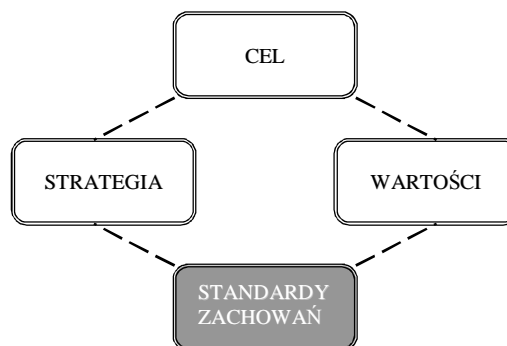 CEL
STRATEGIA
WARTOŚCI
STANDARDY
ZACHOWAŃ